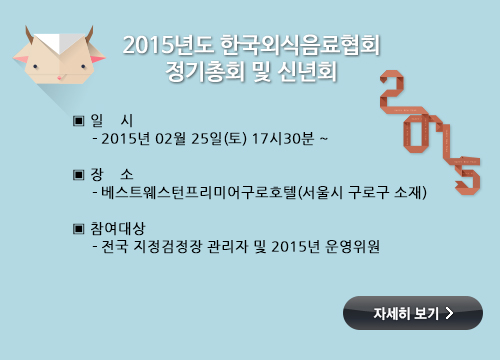 2015년도 한국외식음료협회
정기총회 및 신년회
▣ 일 시
- 2015년 02월 25일(토) 17시30분 ~
▣ 장 소
- 베스트웨스턴프리미어구로호텔(서울시 구로구 소재)
▣ 참여대상
- 전국 지정검정장 관리자 및 2015년 운영위원
2015
자세히 보기 >